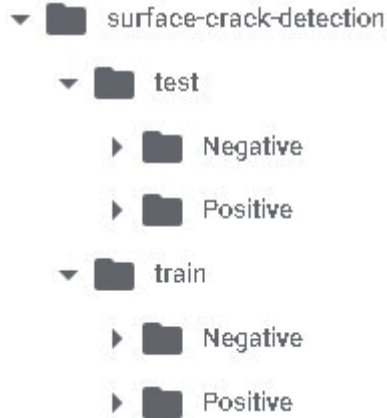 surface-crack-detection
test
Negative
Positive
train
Negative
Positive